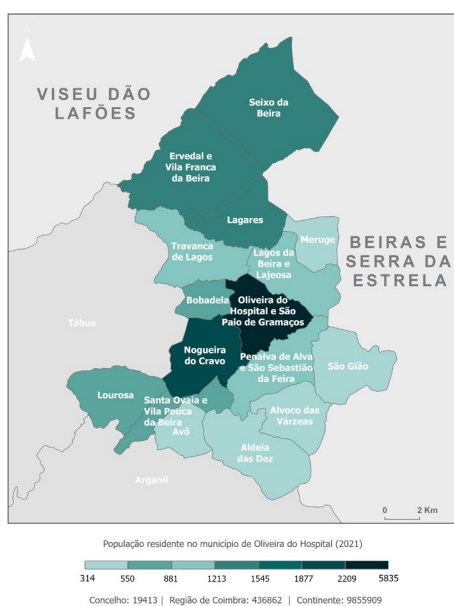 N
VISEU DÃO
LAFÕES
Seixo da
Beira
Ervedal e
Vila Franca
da Beira
Lagares
Meruge
Travanca
de Lagos
Lagos da
Beira e
Lajeosa
BEIRAS E
SERRA DA
ESTRELA
Bobadela
Oliveira do
Hospital e São
Paio de Gramaços
Tábua
Nogueira
do Cravo
Penalva de Alva
e São Sebastião
da Feira
São Gião
Lourosa
Santa Ovaia e
Vila Pouca
da Beira
Alvoco das
Várzeas
Avô
Aldeia
das Dez
Arganil
0 2 Km
População residente no município de Oliveira do Hospital (2021)
314 550 881 1213 1545 1877 2209 5835
Concelho: 19413 | Região de Coimbra: 436862 | Continente: 9855909